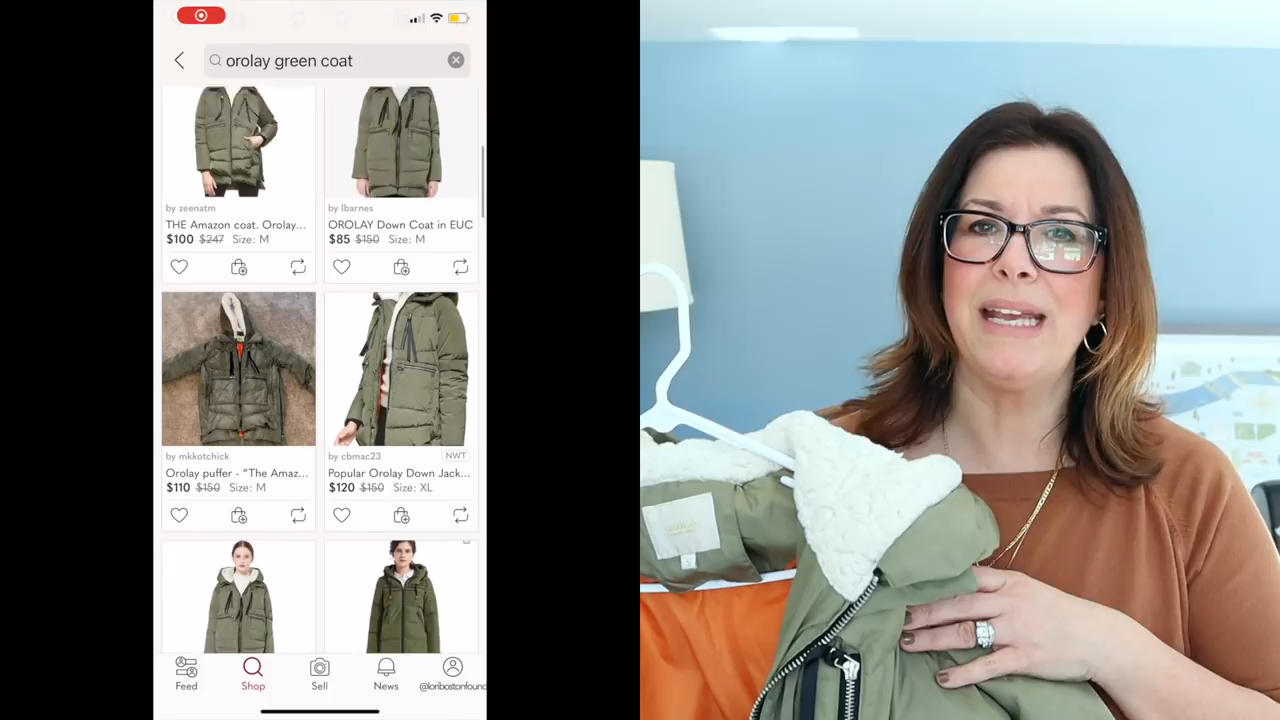 orolay green coat
by zeenatm
THE Amazon coat. Orolay...
$100 $247 Size: M
by lbarnes
OROLAY Down Coat in EUC
$85 $150 Size: M
by mkkotchick
Orolay puffer - “The Amaz...
$110 $150 Size: M
by cbmac23
NWT
Popular Orolay Down Jack...
$120 $150 Size: XL
Feed
Shop
Sell
News
@loribostonfound